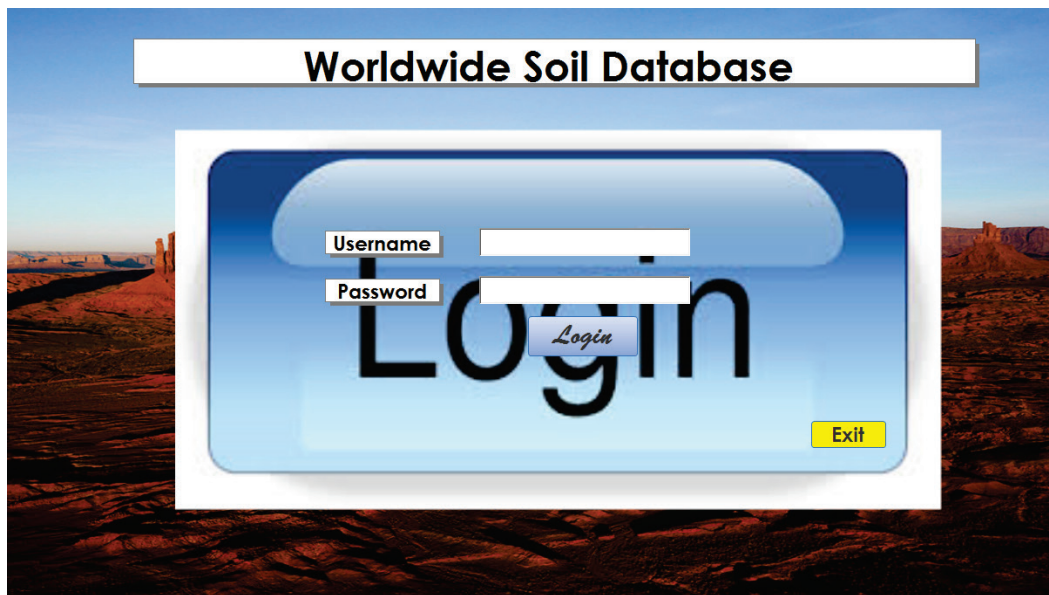 Worldwide Soil Database
Username
Password
Login
Login
Exit